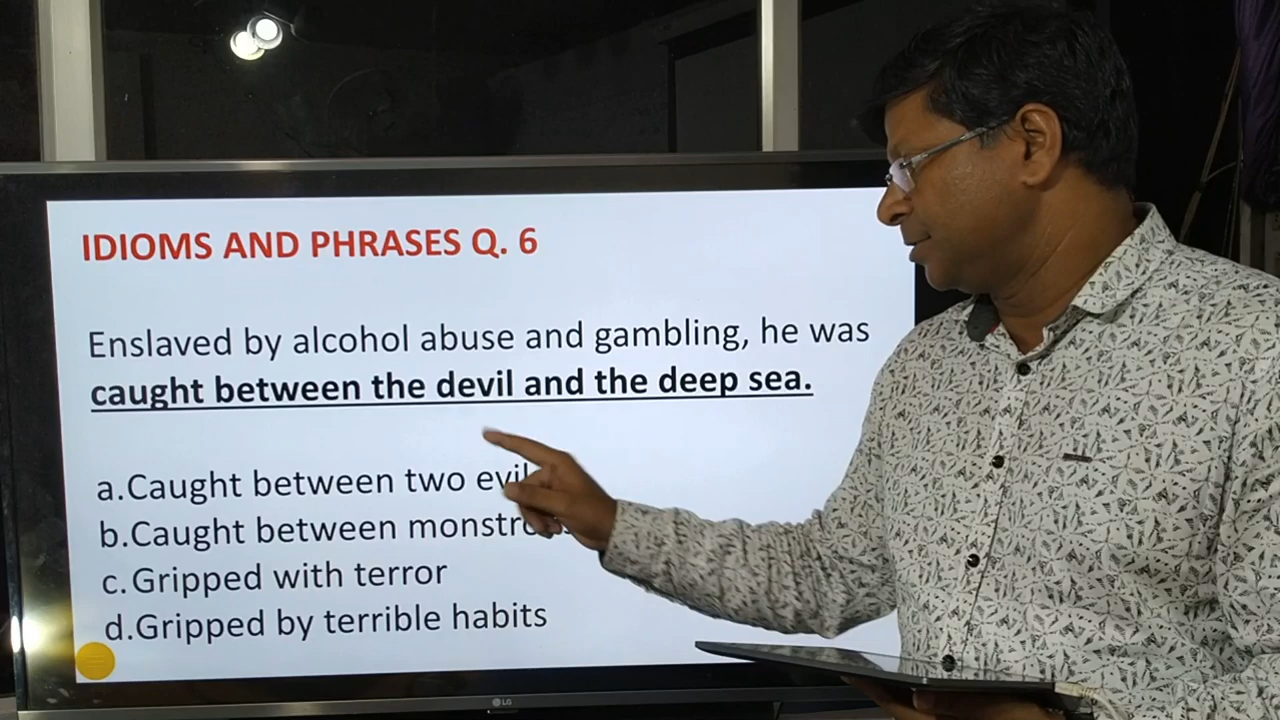 IDIOMS AND PHRASES Q. 6
Enslaved by alcohol abuse and gambling, he was
caught between the devil and the deep sea.
a.Caught between two
b.Caught between
c. Gripped with terror
d.Gripped by terrible habits
LG